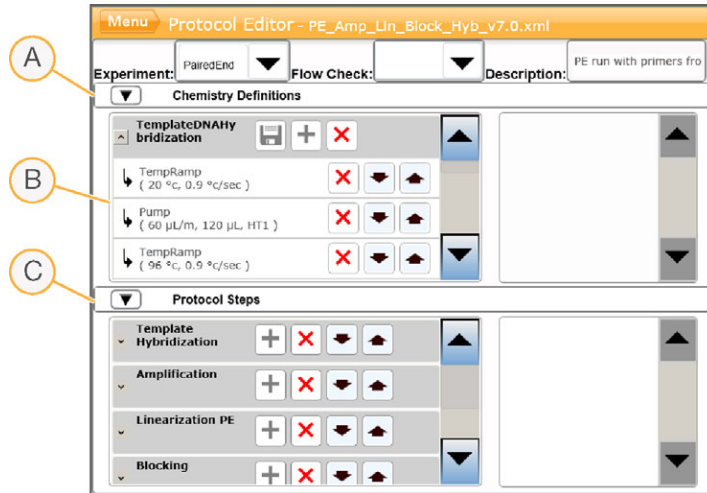 Menu Protocol Editor - PE_Amp_Lin_Block_Hyb_v7.0.xml
A
Experiment: PairedEnd Flow Check: Description: PE run with primers fro
Chemistry Definitions
TemplateDNAHy
bridization
B
TempRamp
( 20 °c, 0.9 °c/sec )
Pump
( 60 µL/m, 120 µL, HT1 )
TempRamp
( 96 °c, 0.9 °c/sec )
C
Protocol Steps
Template
Hybridization
Amplification
Linearization PE
Blocking